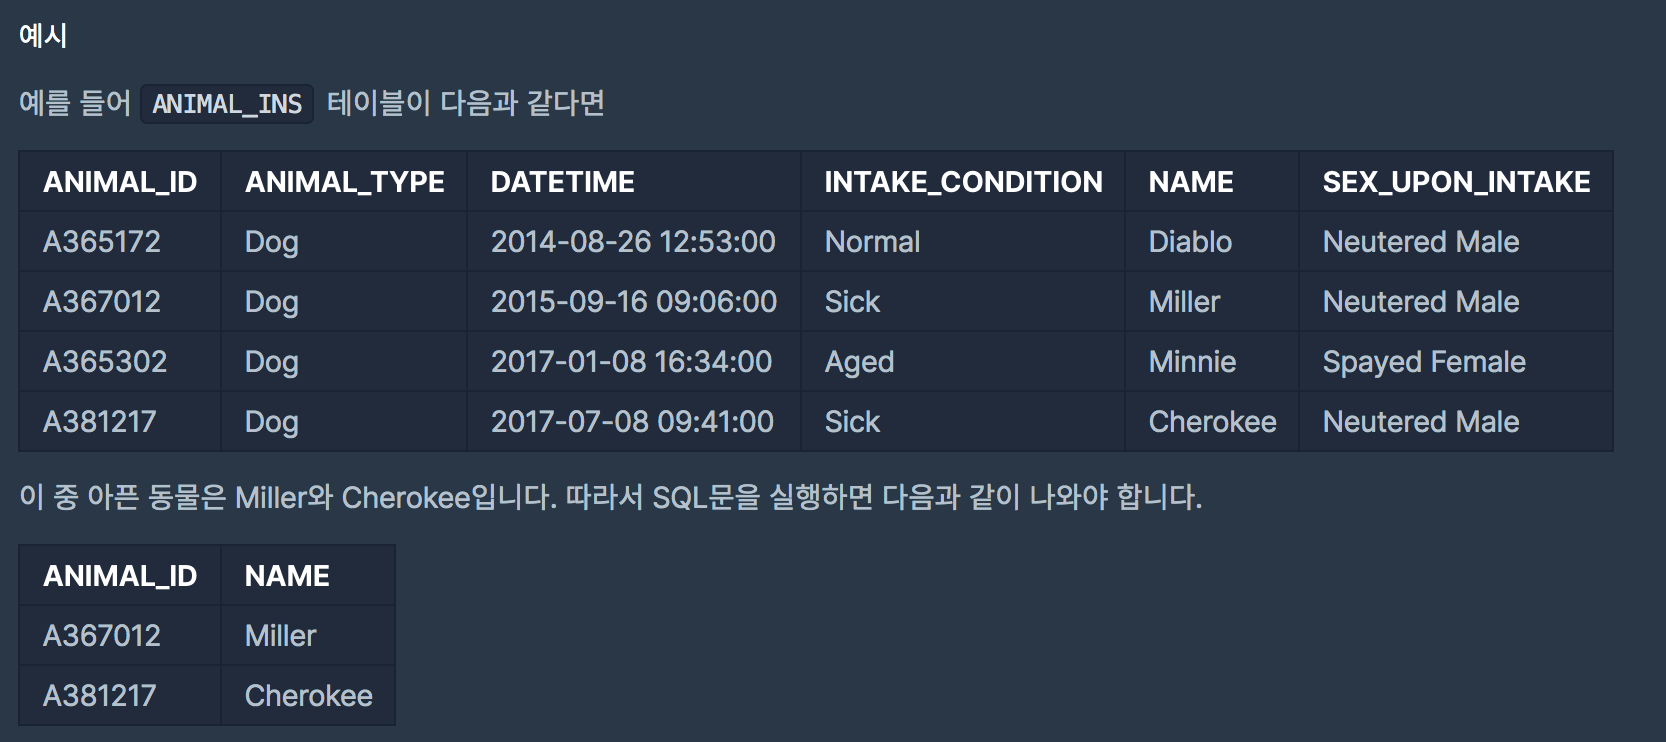 예시
예를 들어 ANIMAL_INS 테이블이 다음과 같다면
ANIMAL_ID ANIMAL_TYPE DATETIME INTAKE_CONDITION NAME SEX_UPON_INTAKE
A365172 Dog 2014-08-26 12:53:00 Normal Diablo Neutered Male
A367012 Dog 2015-09-16 09:06:00 Sick Miller Neutered Male
A365302 Dog 2017-01-08 16:34:00 Aged Minnie Spayed Female
A381217 Dog 2017-07-08 09:41:00 Sick Cherokee Neutered Male
이 중 아픈 동물은 Miller와 Cherokee입니다. 따라서 SQL문을 실행하면 다음과 같이 나와야 합니다.
ANIMAL_ID NAME
A367012 Miller
A381217 Cherokee